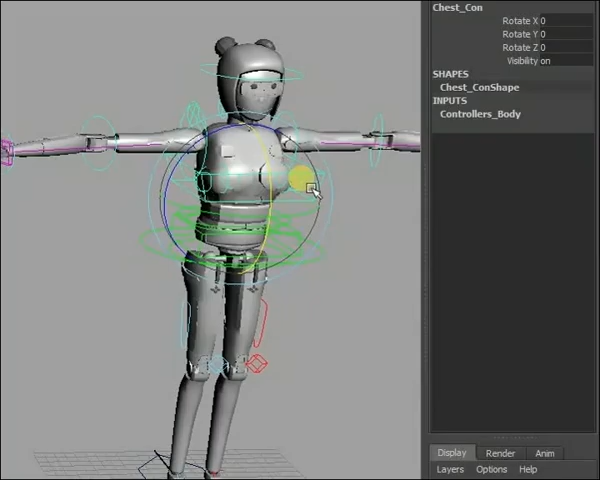 Chest_Con
Rotate X 0
Rotate Y 0
Rotate Z 0
Visibility on
SHAPES
Chest_ConShape
INPUTS
Controllers_Body
Display Render Anim
Layers Options Help